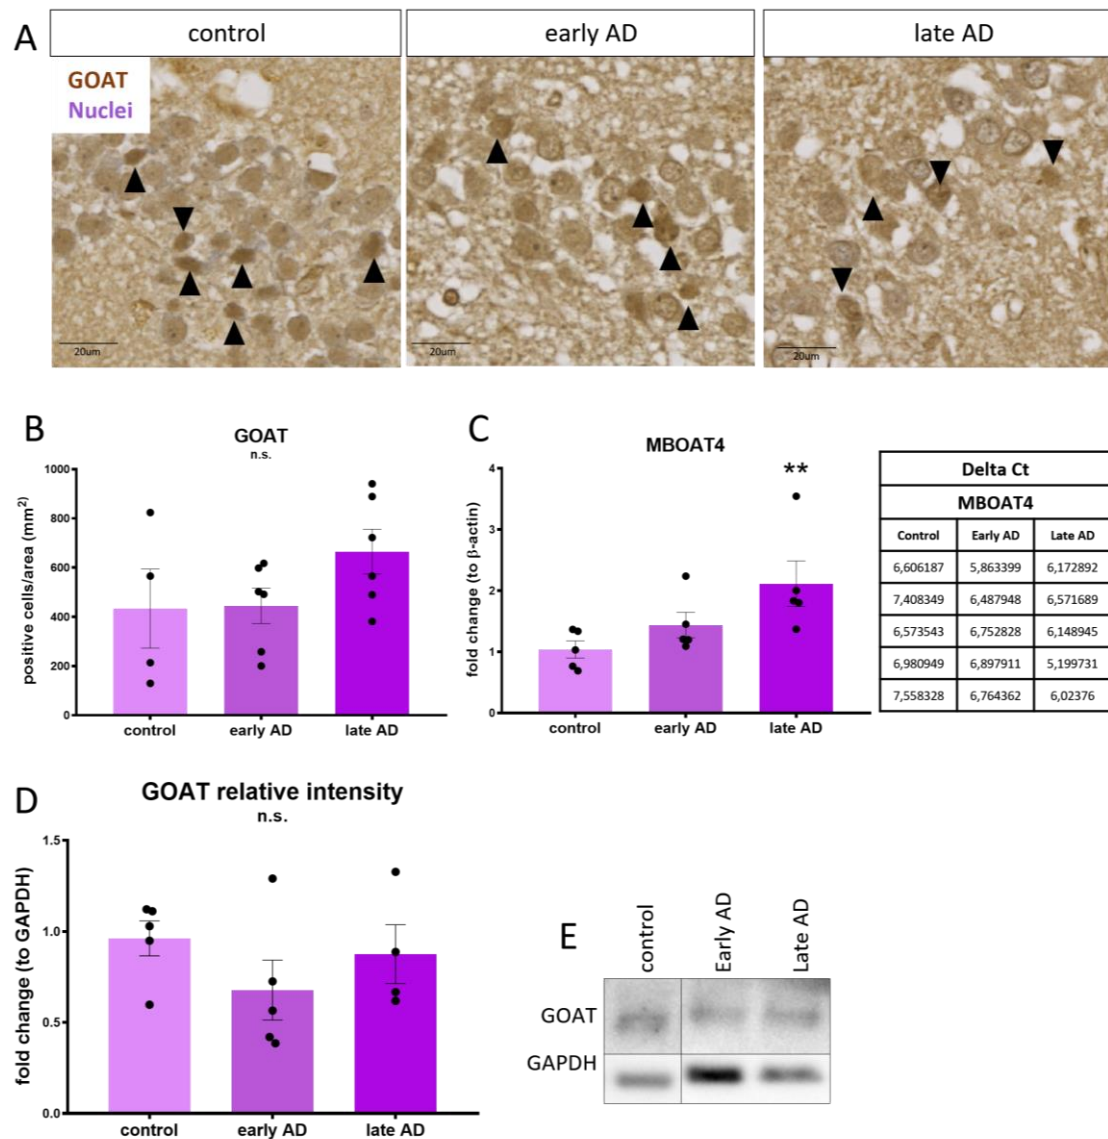 A
control
early AD
late AD
GOAT
Nuclei
20um
20um
20um
B
GOAT
n.s.
positive cells/area (mm²)
1000
800
600
400
200
0
control
early AD
late AD
C
MBOAT4
**
fold change (to β-actin)
4
3
2
1
0
control
early AD
late AD
Delta Ct
MBOAT4
Control Early AD Late AD
6,606187 5,863399 6,172892
7,408349 6,487948 6,571689
6,573543 6,752828 6,148945
6,980949 6,897911 5,199731
7,558328 6,764362 6,02376
D
GOAT relative intensity
n.s.
fold change (to GAPDH)
1.5
1.0
0.5
0.0
control
early AD
late AD
E
control
Early AD
Late AD
GOAT
GAPDH